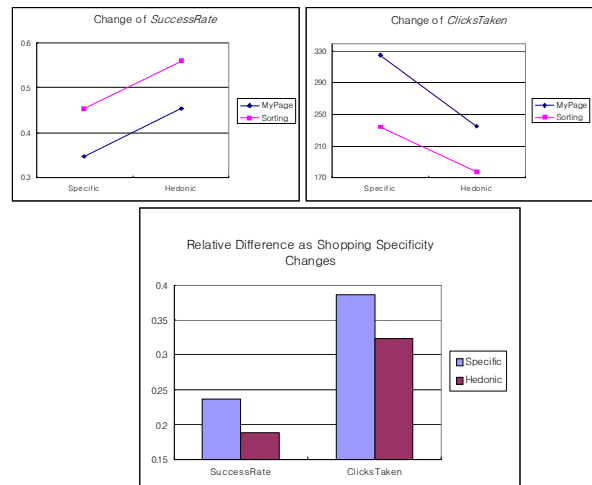 Change of SuccessRate
0.6
0.5
0.4
0.3
Specific
Hedonic
MyPage
Sorting
Change of ClicksTaken
330
290
250
210
170
Specific
Hedonic
MyPage
Sorting
Relative Difference as Shopping Specificity
Changes
0.4
0.35
0.3
0.25
0.2
0.15
SuccessRate
ClicksTaken
Specific
Hedonic